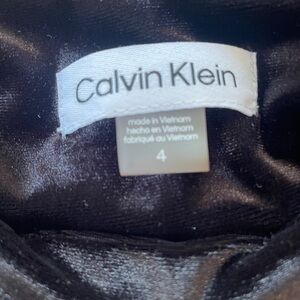 Calvin Klein
made in Vietnam
hecho en Vietnam
fabriqué au Vietnam
4